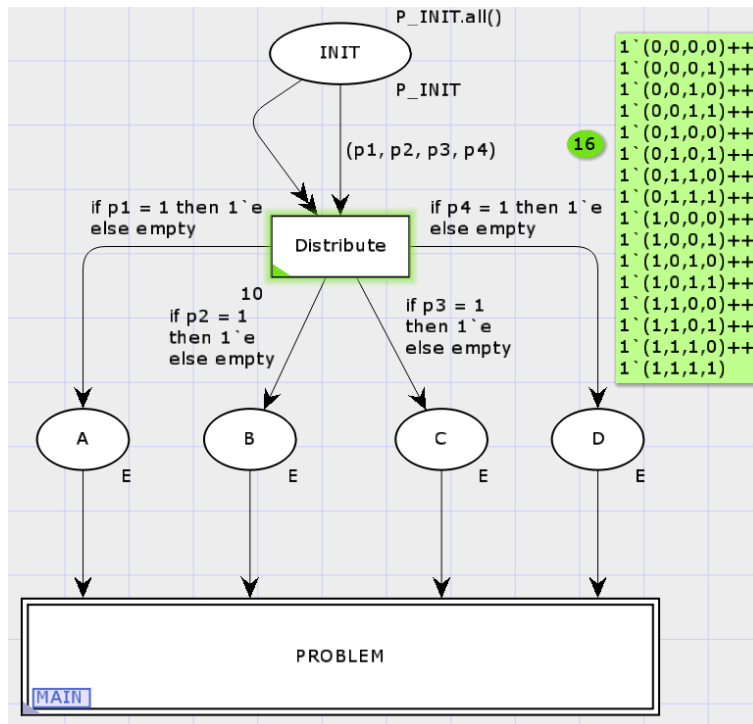 P_INIT.all()
INIT
P_INIT
(p1, p2, p3, p4)
16
1`(0,0,0,0)++
1`(0,0,0,1)++
1`(0,0,1,0)++
1`(0,0,1,1)++
1`(0,1,0,0)++
1`(0,1,0,1)++
1`(0,1,1,0)++
1`(0,1,1,1)++
1`(1,0,0,0)++
1`(1,0,0,1)++
1`(1,0,1,0)++
1`(1,0,1,1)++
1`(1,1,0,0)++
1`(1,1,0,1)++
1`(1,1,1,0)++
1`(1,1,1,1)
if p1 = 1 then 1`e
else empty
if p4 = 1 then 1`e
else empty
Distribute
10
if p2 = 1
then 1`e
else empty
if p3 = 1
then 1`e
else empty
A
B
C
D
E
E
E
E
PROBLEM
MAIN